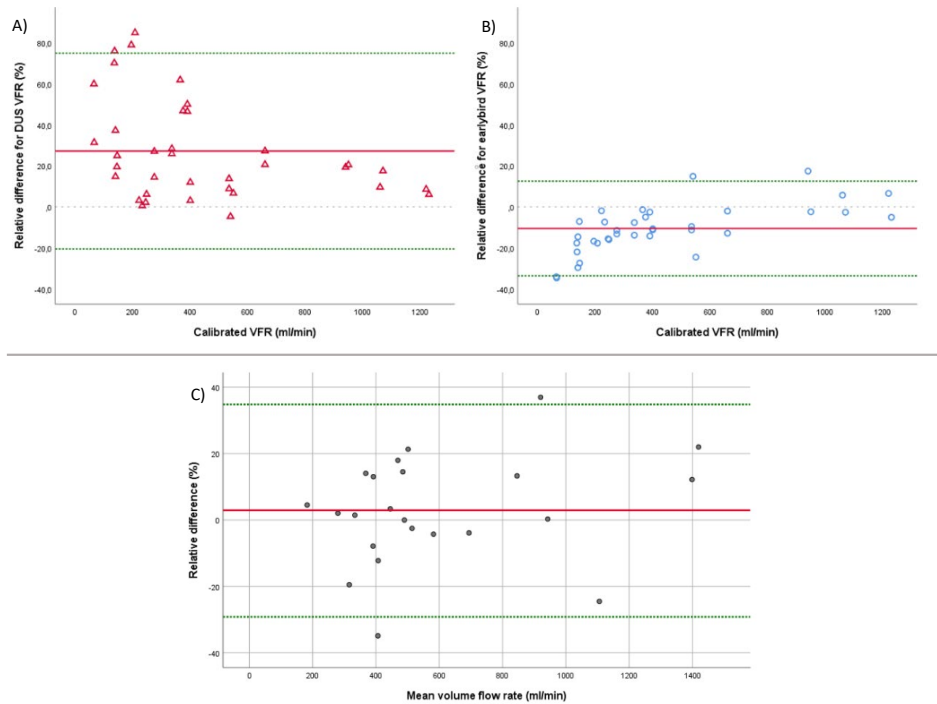 A)
Relative difference for DUS VFR (%)
80,0
60,0
40,0
20,0
,0
-20,0
-40,0
0 200 400 600 800 1000 1200
Calibrated VFR (ml/min)
B)
Relative difference for earlybird VFR (%)
80,0
60,0
40,0
20,0
,0
-20,0
-40,0
0 200 400 600 800 1000 1200
Calibrated VFR (ml/min)
C)
Relative difference (%)
40
20
0
-20
-40
0 200 400 600 800 1000 1200 1400
Mean volume flow rate (ml/min)